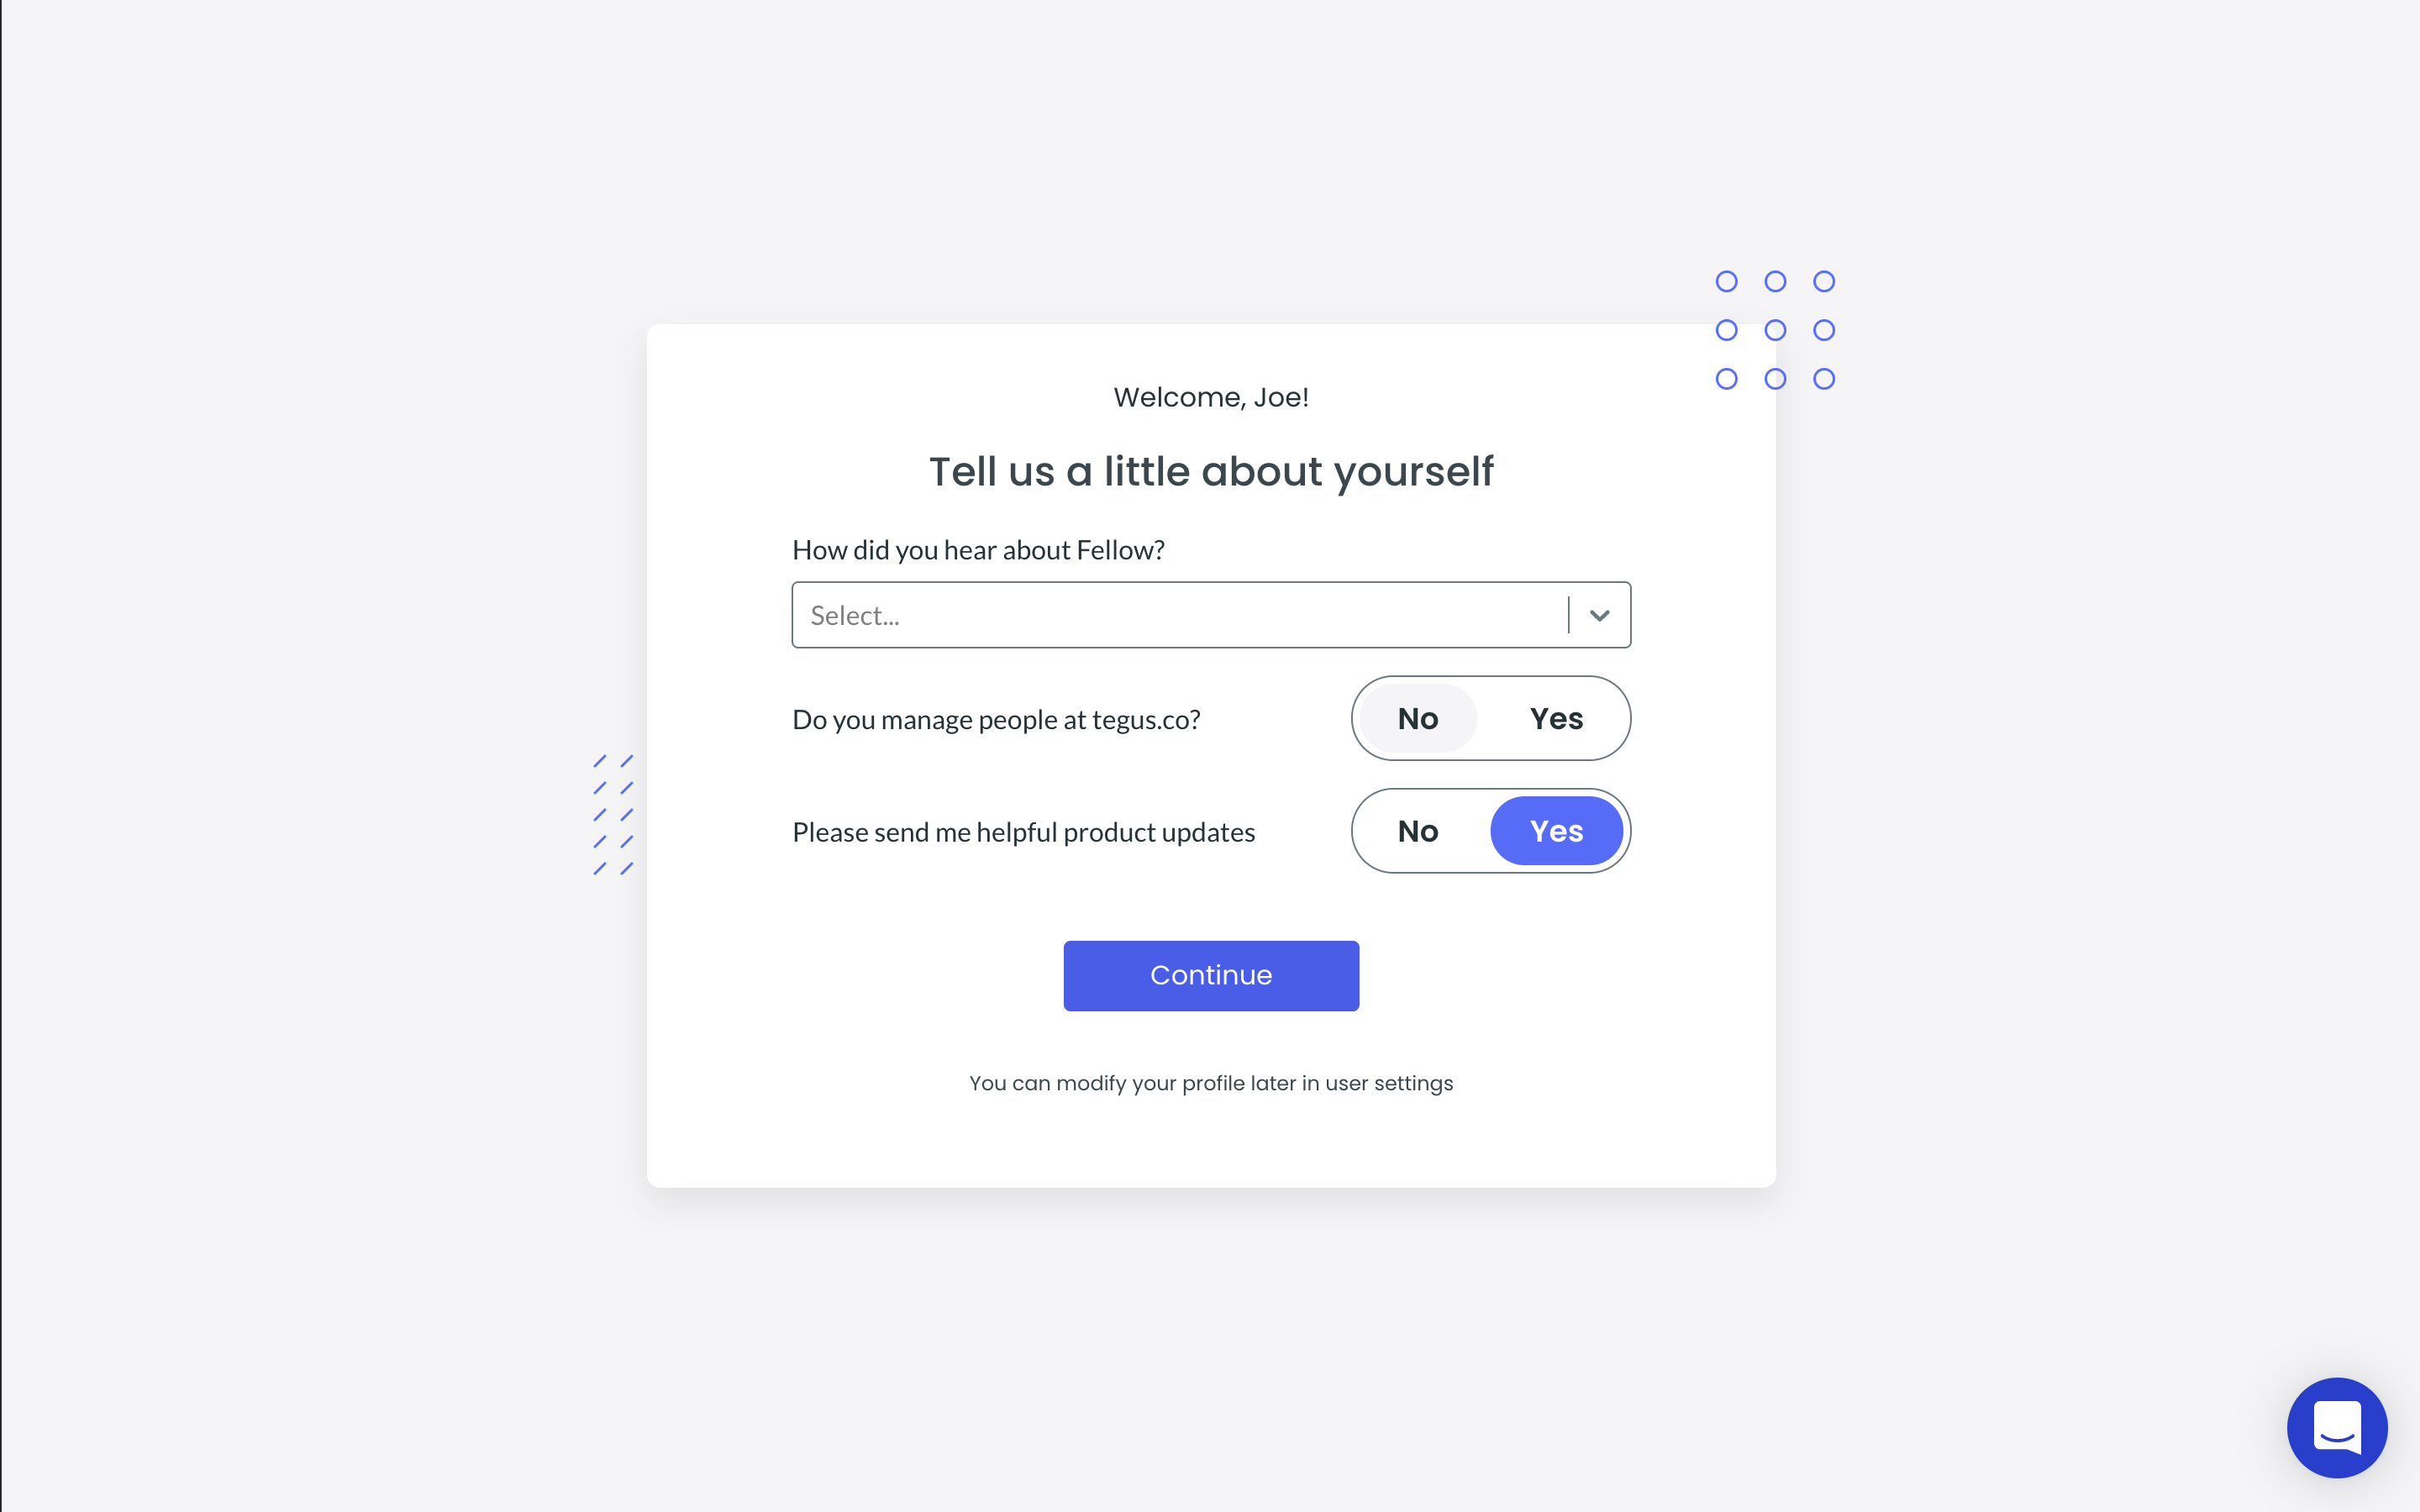 Welcome, Joe!
Tell us a little about yourself
How did you hear about Fellow?
Select...
Do you manage people at tegus.co?
No Yes
Please send me helpful product updates
No Yes
Continue
You can modify your profile later in user settings